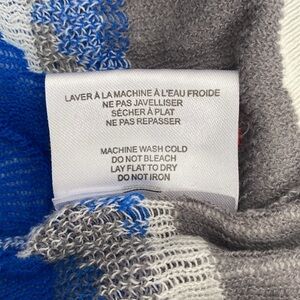 LAVER À LA MACHINE À L'EAU FROIDE
NE PAS JAVELLISER
SÉCHER À PLAT
NE PAS REPASSER
MACHINE WASH COLD
DO NOT BLEACH
LAY FLAT TO DRY
DO NOT IRON